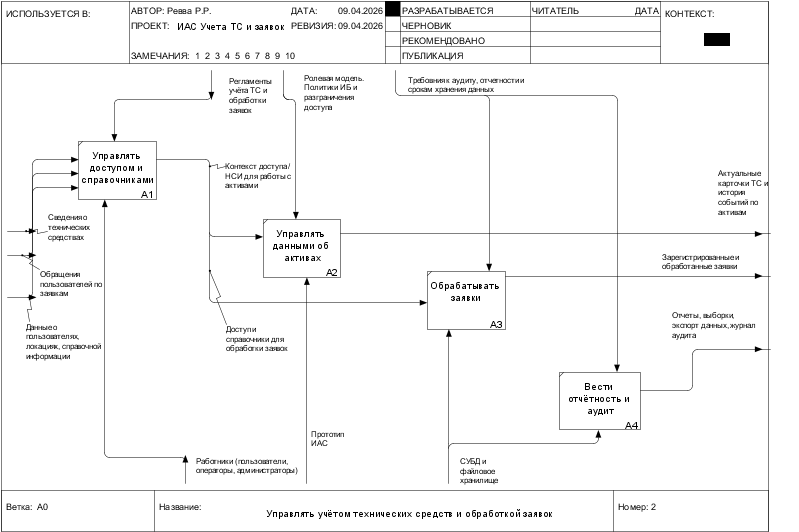 ИСПОЛЬЗУЕТСЯ В:
АВТОР: Ревва Р.Р.
ДАТА: 09.04.2026
РАЗРАБАТЫВАЕТСЯ
ЧИТАТЕЛЬ
ДАТА
КОНТЕКСТ:
ПРОЕКТ: ИАС Учета ТС и заявок
РЕВИЗИЯ: 09.04.2026
ЧЕРНОВИК
РЕКОМЕНДОВАНО
ЗАМЕЧАНИЯ: 1 2 3 4 5 6 7 8 9 10
ПУБЛИКАЦИЯ
Регламенты
учёта ТС и
обработки
заявок
Ролевая модель.
Политики ИБ и
разграничения
доступа
Требования к аудиту, отчетности и
срокам хранения данных
Управлять
доступом и
справочниками
A1
Контекст доступа/
НСИ для работы с
активами
Актуальные
карточки ТС и
история
событий по
активам
Сведения о
технических
средствах
Управлять
данными об
активах
A2
Зарегистрированные и
обработанные заявки
Обращения
пользователей по
заявкам
Обрабатывать
заявки
A3
Данные о
пользователях,
локациях, справочной
информации
Доступ и
справочники для
обработки заявок
Отчеты, выборки,
экспорт данных, журнал
аудита
Вести
отчётность и
аудит
A4
Прототип
ИАС
Работники (пользователи,
операторы, администраторы)
СУБД и
файловое
хранилище
Ветка: A0
Название:
Управлять учётом технических средств и обработкой заявок
Номер: 2